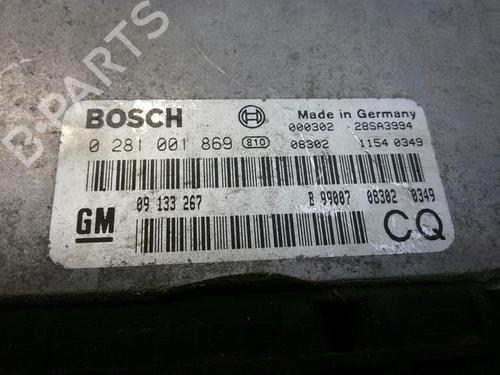 B-PARTS
BOSCH
Made in Germany
000302 28SA3994
0 281 001 869 810 08302 1154 0349
GM 09 133 267 B 99007 08302 0349
CQ
B-PARTS